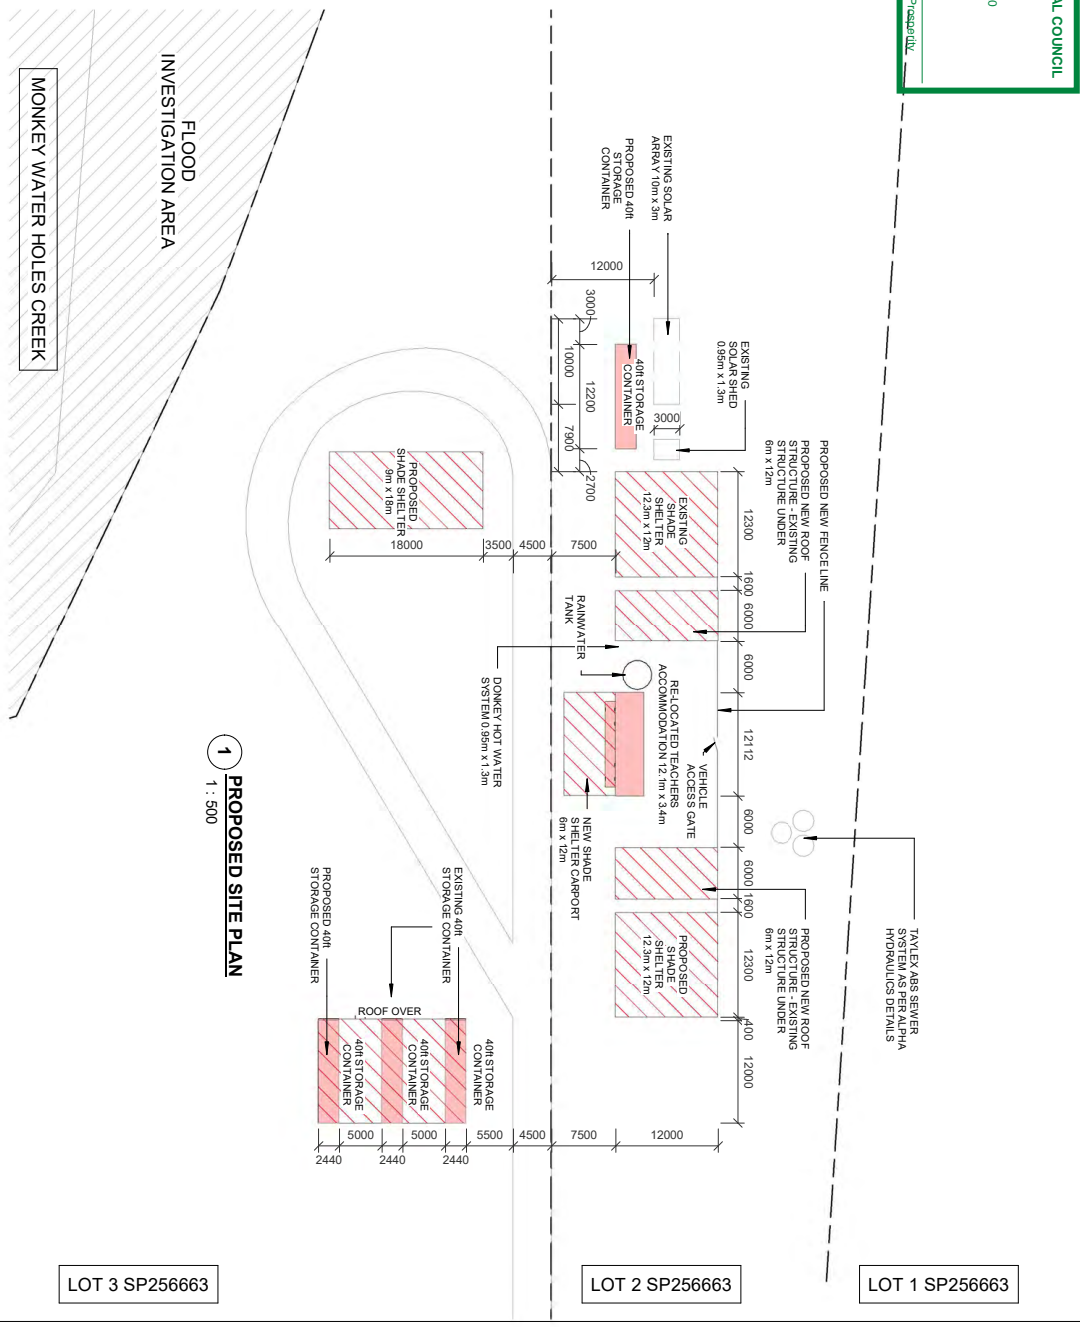 AL COUNCIL
0
Prosperity
MONKEY WATER HOLES CREEK
FLOOD
INVESTIGATION AREA
EXISTING SOLAR
ARRAY 10m x 3m
PROPOSED 40ft
STORAGE
CONTAINER
EXISTING
SOLAR SHED
0.95m x 1.3m
40ft STORAGE
CONTAINER
12000
3000
10000
12200
7900
2700
3000
PROPOSED NEW FENCE LINE
PROPOSED NEW ROOF
STRUCTURE - EXISTING
STRUCTURE UNDER
6m x 12m
EXISTING
SHADE
SHELTER
12.3m x 12m
PROPOSED
SHADE SHELTER
9m x 18m
18000
3500
4500
7500
12300
1600
6000
6000
12112
6000
6000
1600
12300
400
12000
RAINWATER
TANK
DONKEY HOT WATER
SYSTEM 0.95m x 1.3m
RE-LOCATED TEACHERS
ACCOMMODATION 12.1m x 3.4m
VEHICLE
ACCESS GATE
NEW SHADE
SHELTER CARPORT
6m x 12m
PROPOSED
SHADE
SHELTER
12.3m x 12m
PROPOSED NEW ROOF
STRUCTURE - EXISTING
STRUCTURE UNDER
6m x 12m
TAYLEX ABS SEWER
SYSTEM AS PER ALPHA
HYDRAULICS DETAILS
1
PROPOSED SITE PLAN
1 : 500
EXISTING 40ft
STORAGE CONTAINER
PROPOSED 40ft
STORAGE CONTAINER
ROOF OVER
40ft STORAGE
CONTAINER
40ft STORAGE
CONTAINER
40ft STORAGE
CONTAINER
2440
5000
2440
5000
2440
5500
4500
7500
12000
LOT 3 SP256663
LOT 2 SP256663
LOT 1 SP256663